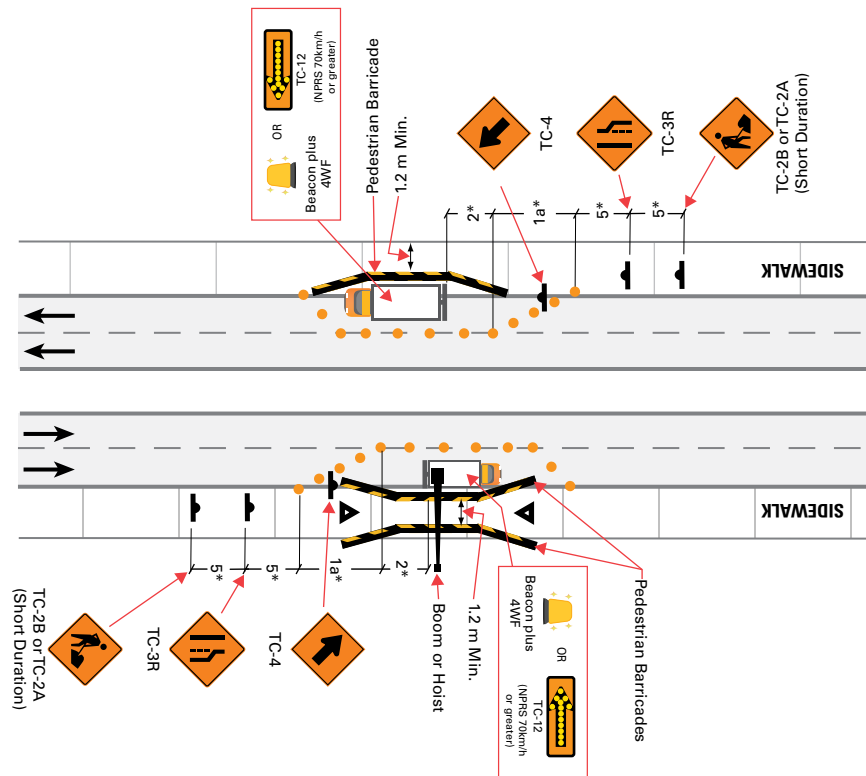 TC-12
(NPRS 70km/h
or greater)
OR
Beacon plus
4WF
Pedestrian Barricade
1.2 m Min.
TC-4
TC-3R
TC-2B or TC-2A
(Short Duration)
2*
1a*
5*
5*
SIDEWALK
SIDEWALK
5*
5*
1a*
2*
TC-2B or TC-2A
(Short Duration)
TC-3R
TC-4
Boom or Hoist
1.2 m Min.
Beacon plus
4WF
OR
TC-12
(NPRS 70km/h
or greater)
Pedestrian Barricades